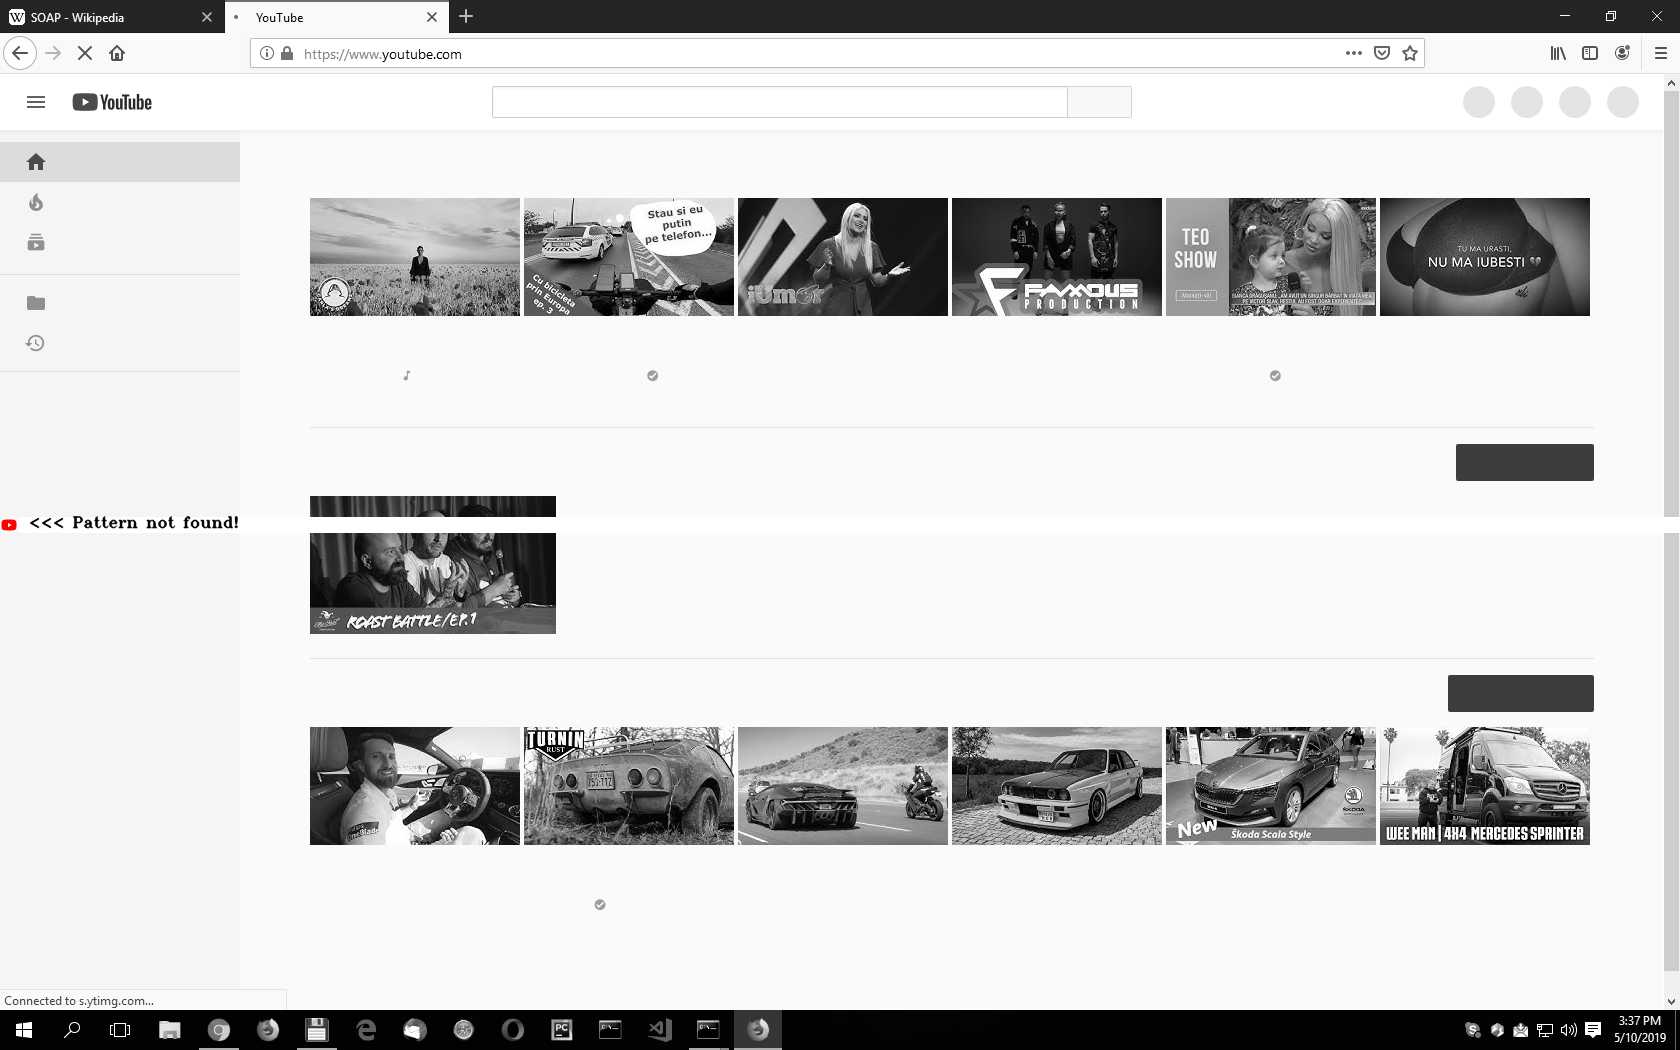 SOAP - Wikipedia
YouTube
https://www.youtube.com
YouTube
Stau si eu
putin
pe telefon...
Cu bicicleta
prin Europa
ep. 3
iUmor
FAMOUS
PRODUCTION
TEO
SHOW
TU MA URASTI,
NU MA IUBESTI
<<< Pattern not found!
ROAST BATTLE/EP.1
TURNIN
RUST
New
Skoda Scala Style
SKODA
WEE MAN | 4X4 MERCEDES SPRINTER
Connected to s.ytimg.com...
PC
3:37 PM
5/10/2019